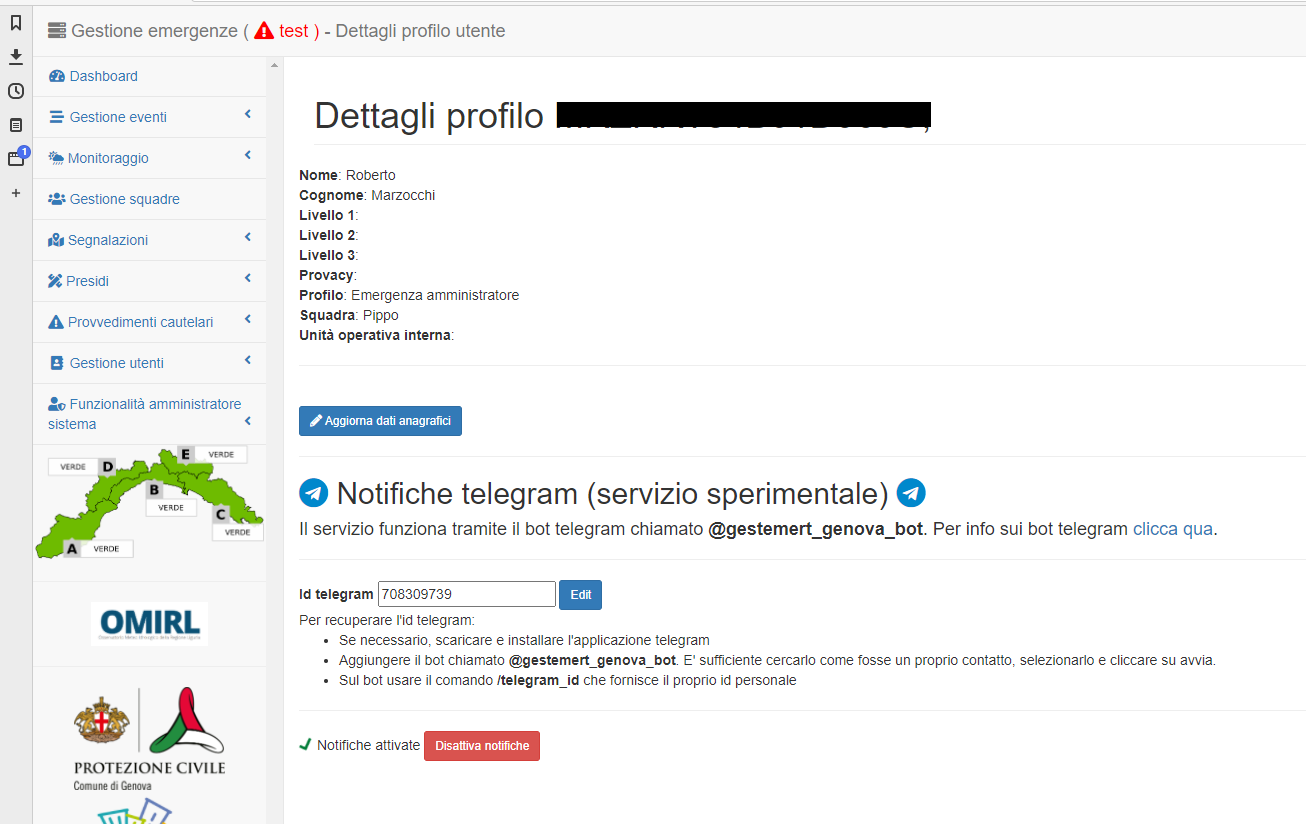 Gestione emergenze ( test ) - Dettagli profilo utente
1
Dashboard
Gestione eventi
Monitoraggio
Gestione squadre
Segnalazioni
Presidi
Provvedimenti cautelari
Gestione utenti
Funzionalità amministratore
sistema
VERDE D
E VERDE
B
VERDE
C
VERDE
A VERDE
OMIRL
PROTEZIONE CIVILE
Comune di Genova
Dettagli profilo
Nome: Roberto
Cognome: Marzocchi
Livello 1:
Livello 2:
Livello 3:
Provacy:
Profilo: Emergenza amministratore
Squadra: Pippo
Unità operativa interna:
Aggiorna dati anagrafici
Notifiche telegram (servizio sperimentale)
Il servizio funziona tramite il bot telegram chiamato @gestemert_genova_bot. Per info sui bot telegram clicca qua.
Id telegram 708309739 Edit
Per recuperare l'id telegram:
• Se necessario, scaricare e installare l'applicazione telegram
• Aggiungere il bot chiamato @gestemert_genova_bot. E' sufficiente cercarlo come fosse un proprio contatto, selezionarlo e cliccare su avvia.
• Sul bot usare il comando /telegram_id che fornisce il proprio id personale
Notifiche attivate Disattiva notifiche